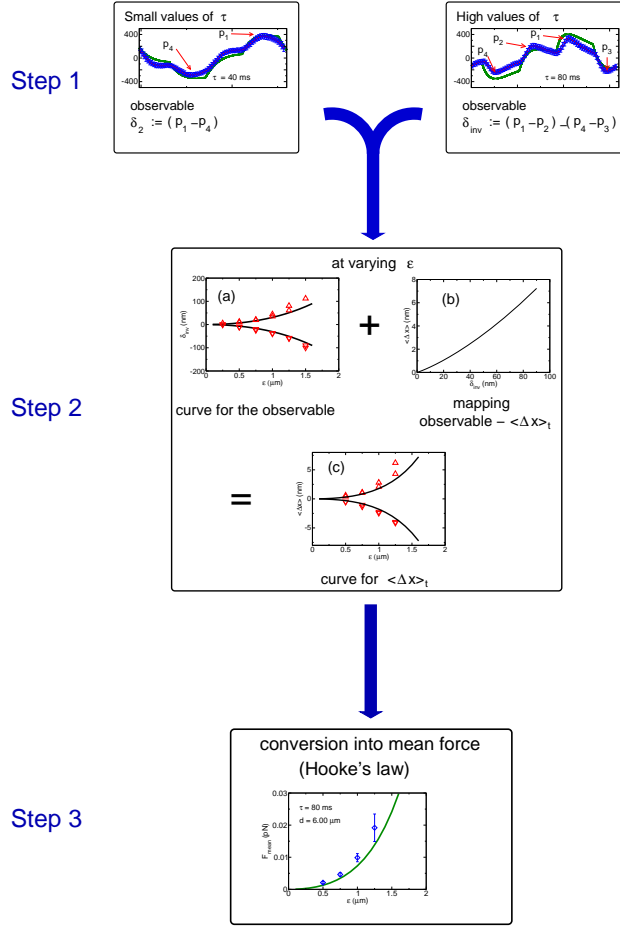 Step 1
Small values of τ
400
0
-400
p1
p4
τ = 40 ms
observable
δ2 := ( p1 – p4 )
High values of τ
400
0
-400
p4
p2
p1
p3
τ = 80 ms
observable
δinv := ( p1 – p2 ) – ( p4 – p3 )
Step 2
at varying ε
(a)
200
100
0
-100
-200
δinv (nm)
0 0.5 1 1.5 2
ε (μm)
curve for the observable
+
(b)
8
6
4
2
0
<Δx> (nm)
0 20 40 60 80 100
δinv (nm)
mapping
observable – <Δx>t
=
(c)
5
0
-5
<Δx> (nm)
0 0.5 1 1.5 2
ε (μm)
curve for <Δx>t
Step 3
conversion into mean force
(Hooke's law)
0.03
0.02
0.01
0
Fmean (pN)
τ = 80 ms
d = 6.00 μm
0 0.5 1 1.5 2
ε (μm)